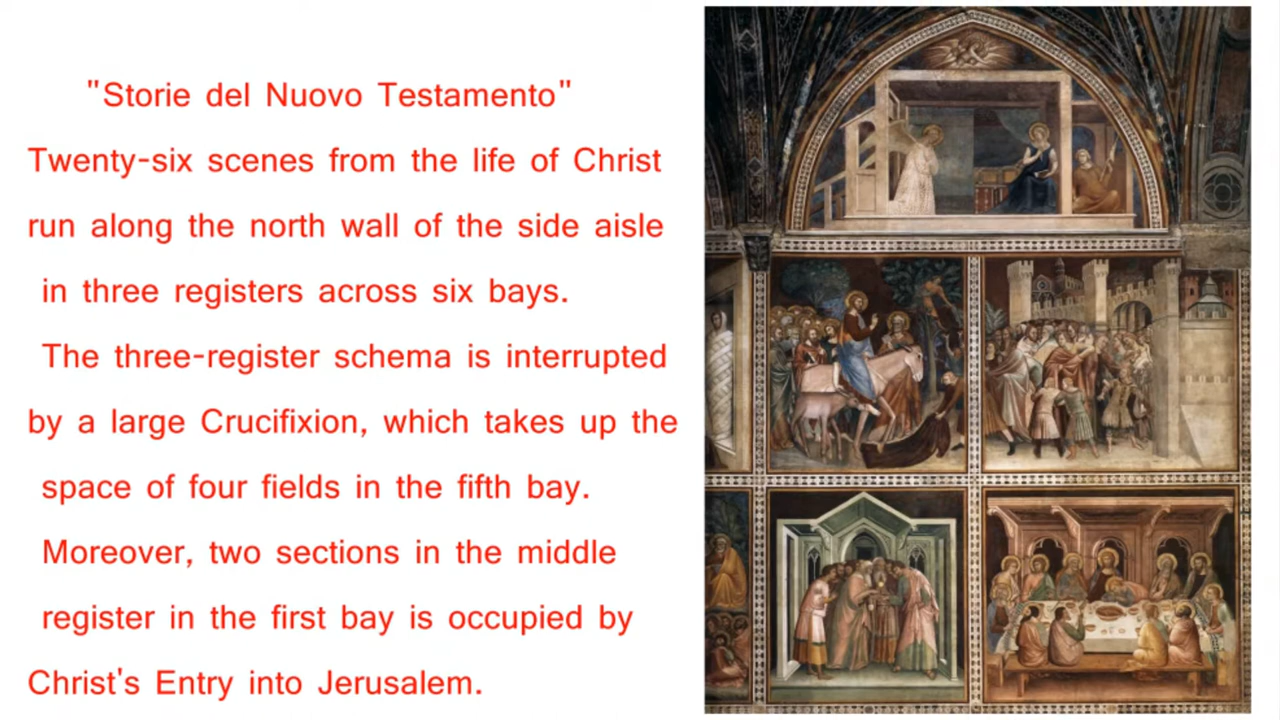 "Storie del Nuovo Testamento"
Twenty-six scenes from the life of Christ
run along the north wall of the side aisle
in three registers across six bays.
The three-register schema is interrupted
by a large Crucifixion, which takes up the
space of four fields in the fifth bay.
Moreover, two sections in the middle
register in the first bay is occupied by
Christ's Entry into Jerusalem.